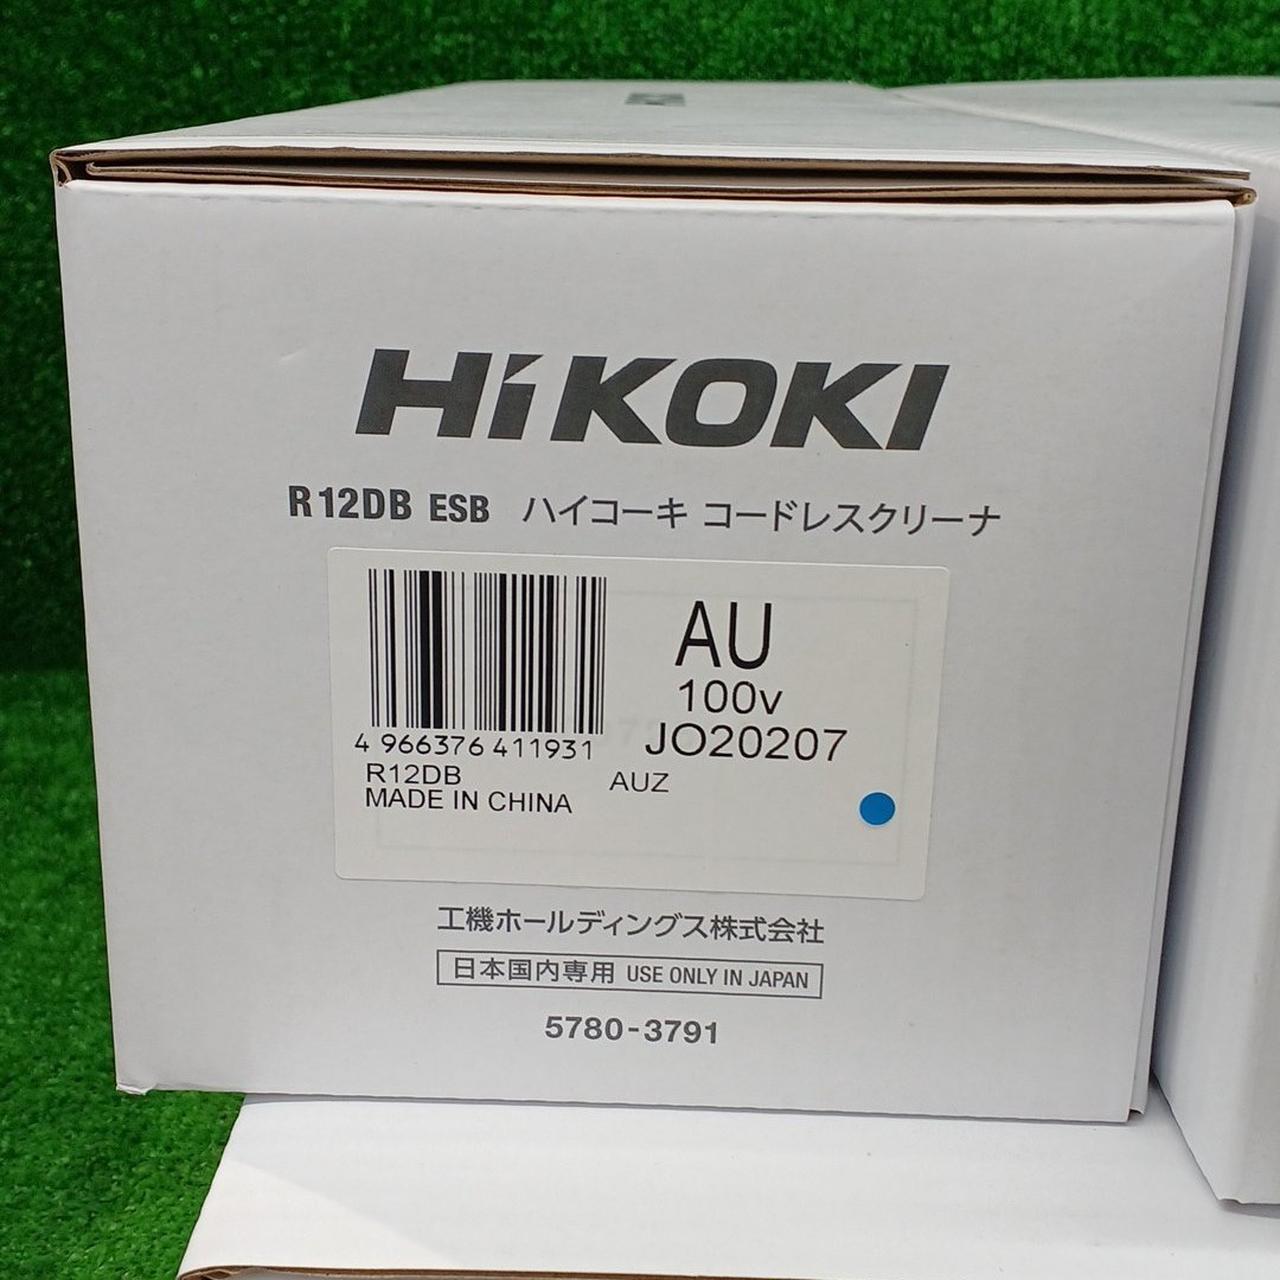 HiKOKI
R12DB ESB ハイコーキ コードレスクリーナ
AU
100v
4 966376 411931 JO20207
R12DB AUZ
MADE IN CHINA
工機ホールディングス株式会社
日本国内専用 USE ONLY IN JAPAN
5780-3791